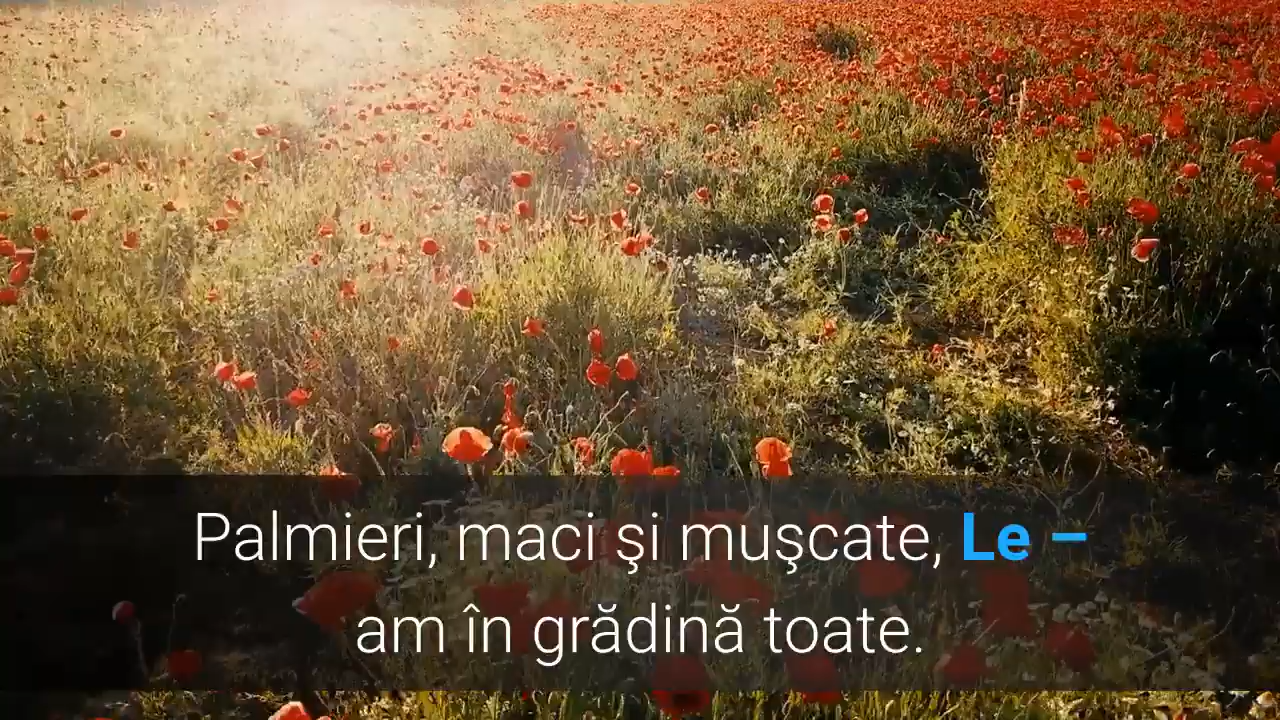 Palmieri, maci şi muşcate, Le –
am în grădină toate.